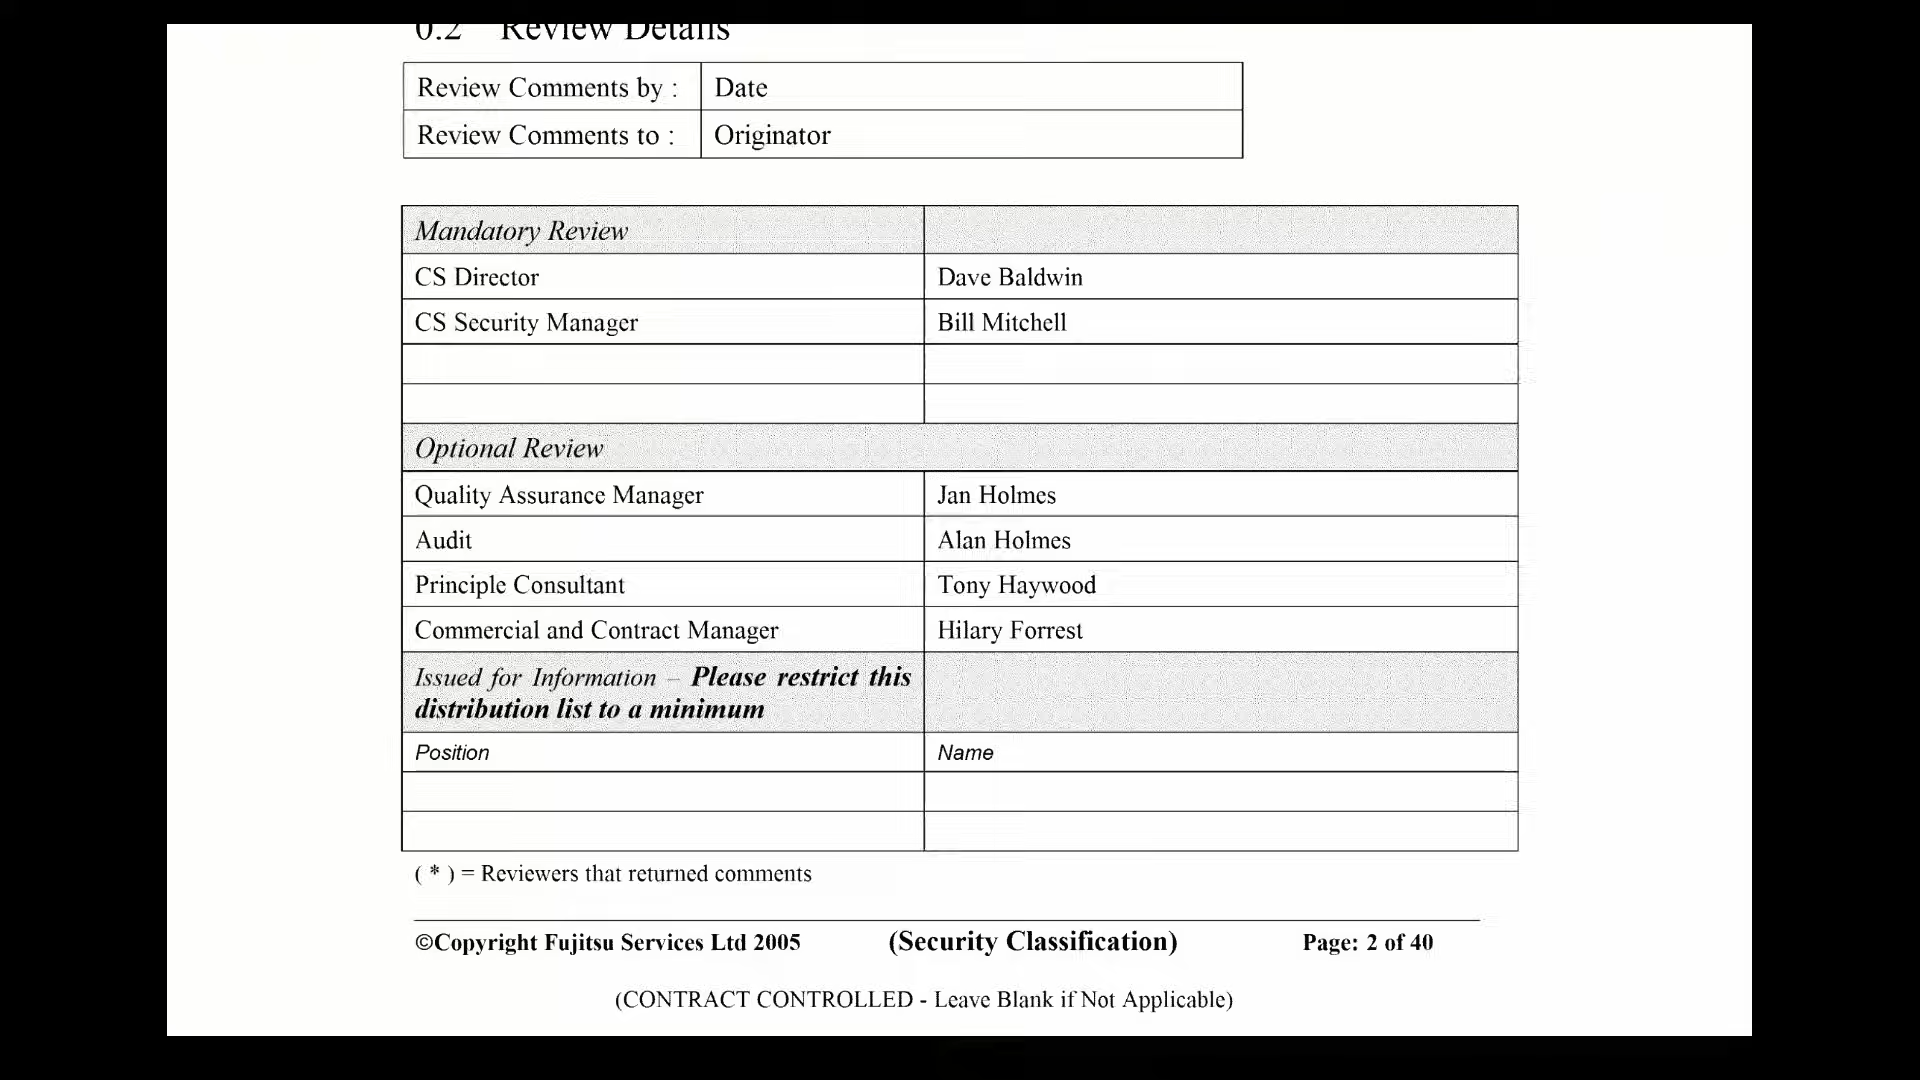 0.2 Review Details
Review Comments by : Date
Review Comments to : Originator
Mandatory Review
CS Director Dave Baldwin
CS Security Manager Bill Mitchell
Optional Review
Quality Assurance Manager Jan Holmes
Audit Alan Holmes
Principle Consultant Tony Haywood
Commercial and Contract Manager Hilary Forrest
Issued for Information – Please restrict this
distribution list to a minimum
Position Name
( * ) = Reviewers that returned comments
©Copyright Fujitsu Services Ltd 2005 (Security Classification) Page: 2 of 40
(CONTRACT CONTROLLED - Leave Blank if Not Applicable)